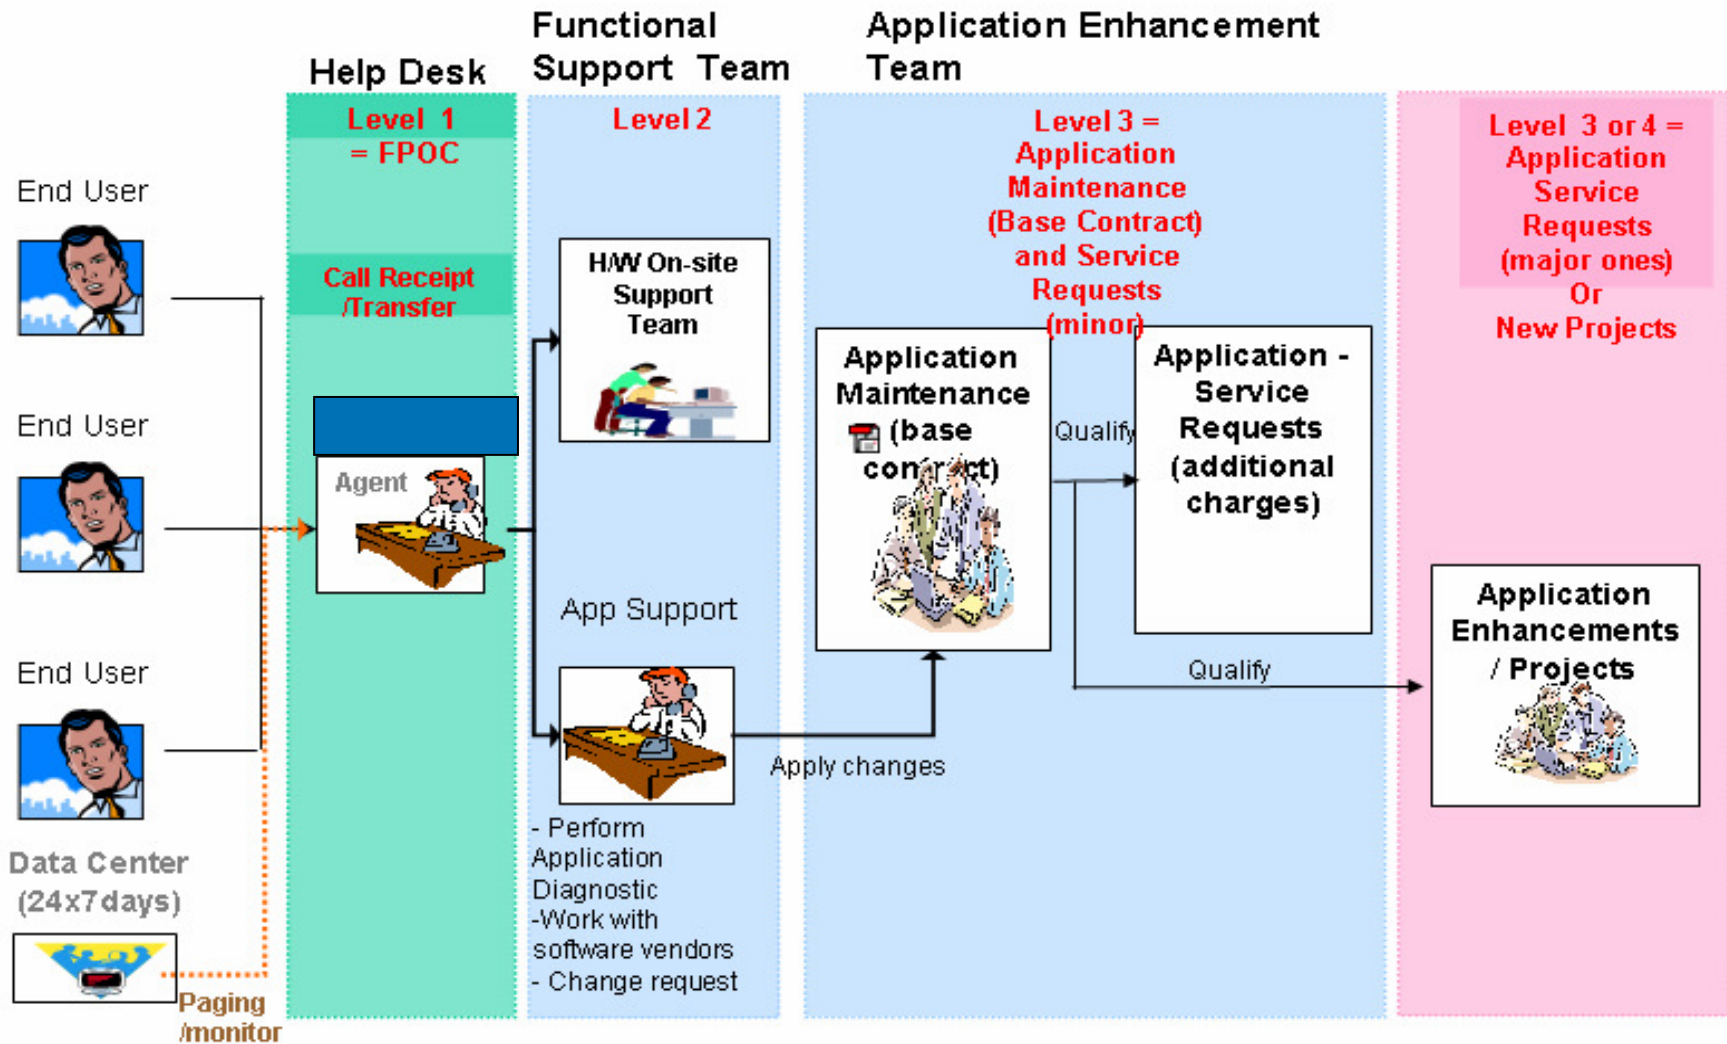 Help Desk
Functional
Support Team
Application Enhancement
Team
Level 1
= FPOC
Call Receipt
/Transfer
Level 2
Level 3 =
Application
Maintenance
(Base Contract)
and Service
Requests
(minor)
Level 3 or 4 =
Application
Service
Requests
(major ones)
Or
New Projects
End User
End User
End User
Data Center
(24x7days)
Paging
/monitor
Agent
H/W On-site
Support
Team
App Support
- Perform
Application
Diagnostic
-Work with
software vendors
- Change request
Apply changes
Application
Maintenance
(base
contract)
Qualify
Application -
Service
Requests
(additional
charges)
Qualify
Application
Enhancements
/ Projects